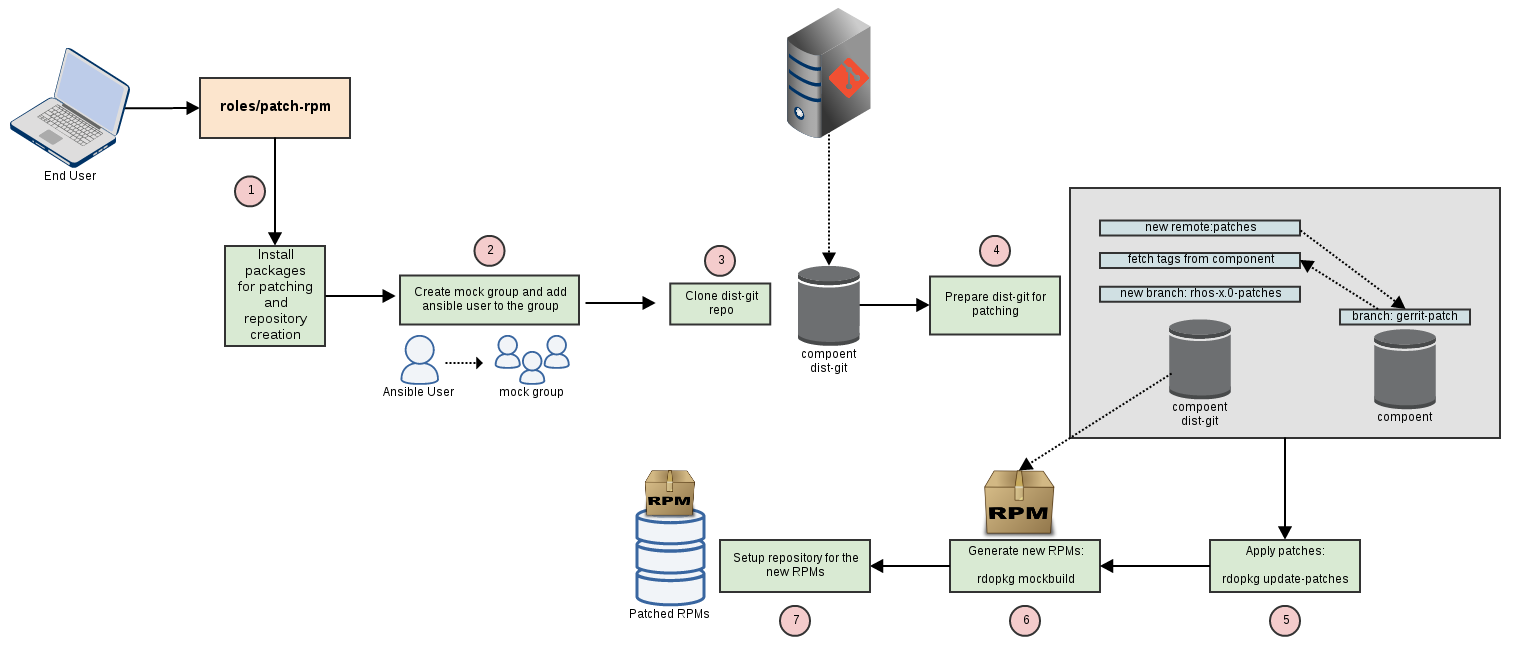 End User
roles/patch-rpm
1
Install
packages
for patching
and
repository
creation
2
Create mock group and add
ansible user to the group
Ansible User
mock group
3
Clone dist-git
repo
compoent
dist-git
4
Prepare dist-git for
patching
new remote:patches
fetch tags from component
new branch: rhos-x.0-patches
branch: gerrit-patch
compoent
dist-git
compoent
Apply patches:
rdopkg update-patches
5
RPM
Generate new RPMs:
rdopkg mockbuild
6
Setup repository for the
new RPMs
7
RPM
Patched RPMs